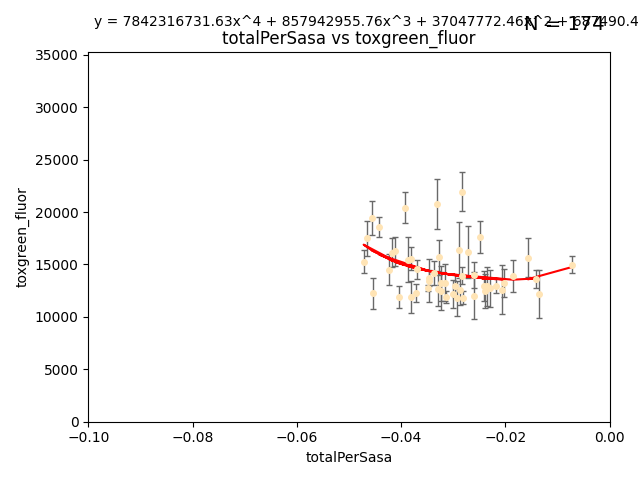 y = 7842316731.63x^4 + 857942955.76x^3 + 37047772.46x^2 + 687490.4
N = 174
totalPerSasa vs toxgreen_fluor
35000
30000
25000
20000
15000
10000
5000
0
toxgreen_fluor
−0.10 −0.08 −0.06 −0.04 −0.02 0.00
totalPerSasa